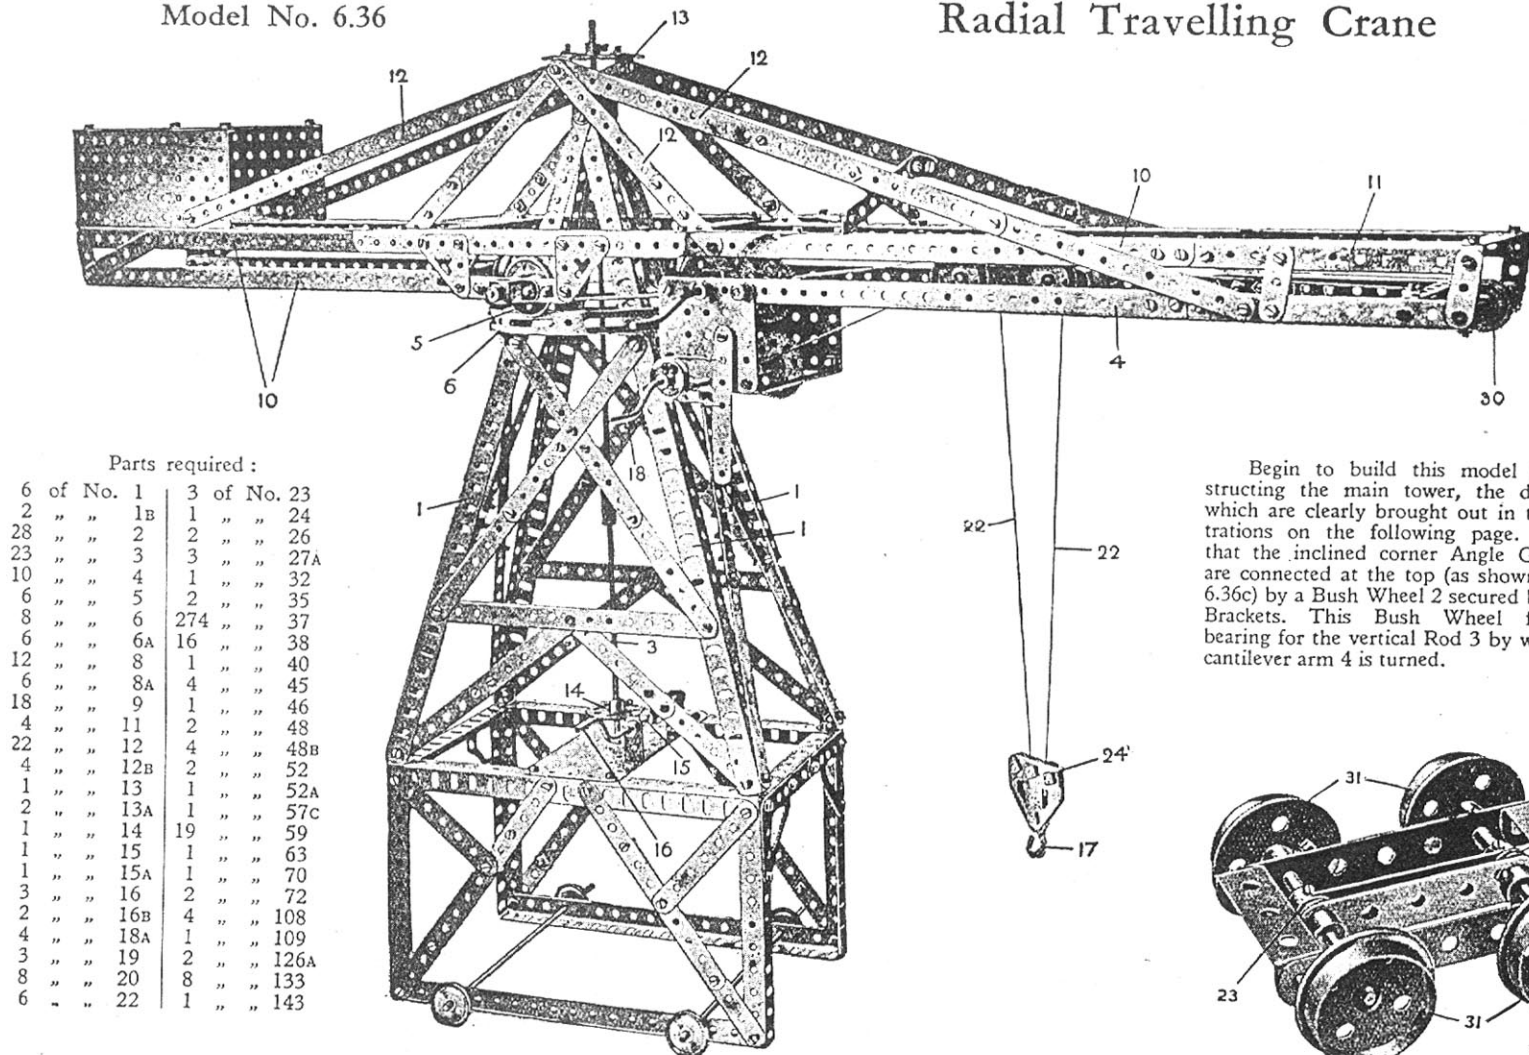 Model No. 6.36
Radial Travelling Crane
13
12
12
12
10
11
5
6
4
10
30
18
1
1
1
22
22
3
14
15
16
24'
17
31
23
31
Parts required :
6 of No. 1 3 of No. 23
2 " " 1B 1 " " 24
28 " " 2 2 " " 26
23 " " 3 3 " " 27A
10 " " 4 1 " " 32
6 " " 5 2 " " 35
8 " " 6 274 " " 37
6 " " 6A 16 " " 38
12 " " 8 1 " " 40
6 " " 8A 4 " " 45
18 " " 9 1 " " 46
4 " " 11 2 " " 48
22 " " 12 4 " " 48B
4 " " 12B 2 " " 52
1 " " 13 1 " " 52A
2 " " 13A 1 " " 57C
1 " " 14 19 " " 59
1 " " 15 1 " " 63
1 " " 15A 1 " " 70
3 " " 16 2 " " 72
2 " " 16B 4 " " 108
4 " " 18A 1 " " 109
3 " " 19 2 " " 126A
8 " " 20 8 " " 133
6 " " 22 1 " " 143
Begin to build this model
structing the main tower, the d
which are clearly brought out in t
trations on the following page.
that the inclined corner Angle G
are connected at the top (as shown
6.36c) by a Bush Wheel 2 secured
Brackets. This Bush Wheel f
bearing for the vertical Rod 3 by w
cantilever arm 4 is turned.